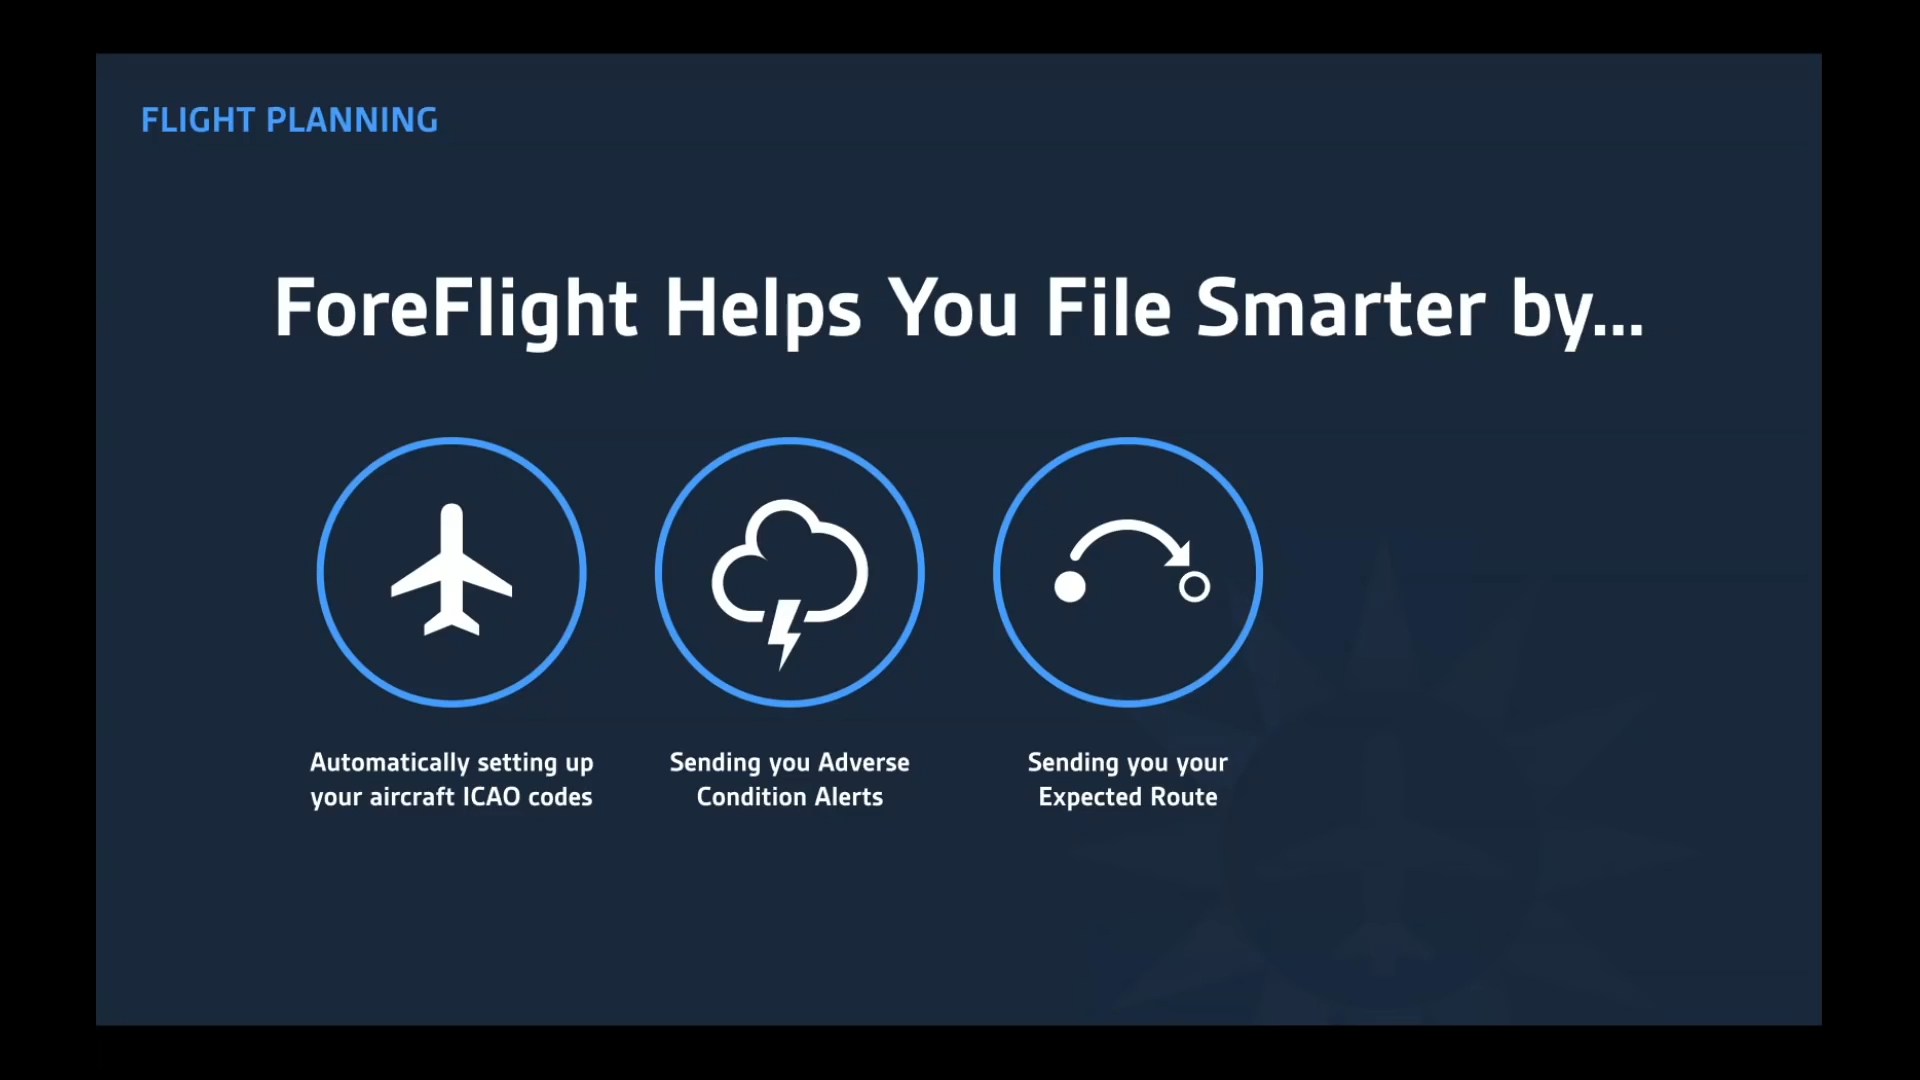 FLIGHT PLANNING
ForeFlight Helps You File Smarter by...
Automatically setting up
your aircraft ICAO codes
Sending you Adverse
Condition Alerts
Sending you your
Expected Route